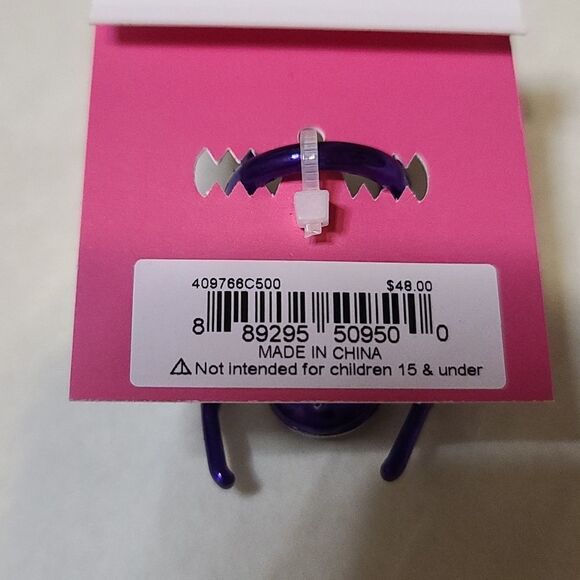 409766C500 $48.00
8 89295 50950 0
MADE IN CHINA
⚠ Not intended for children 15 & under